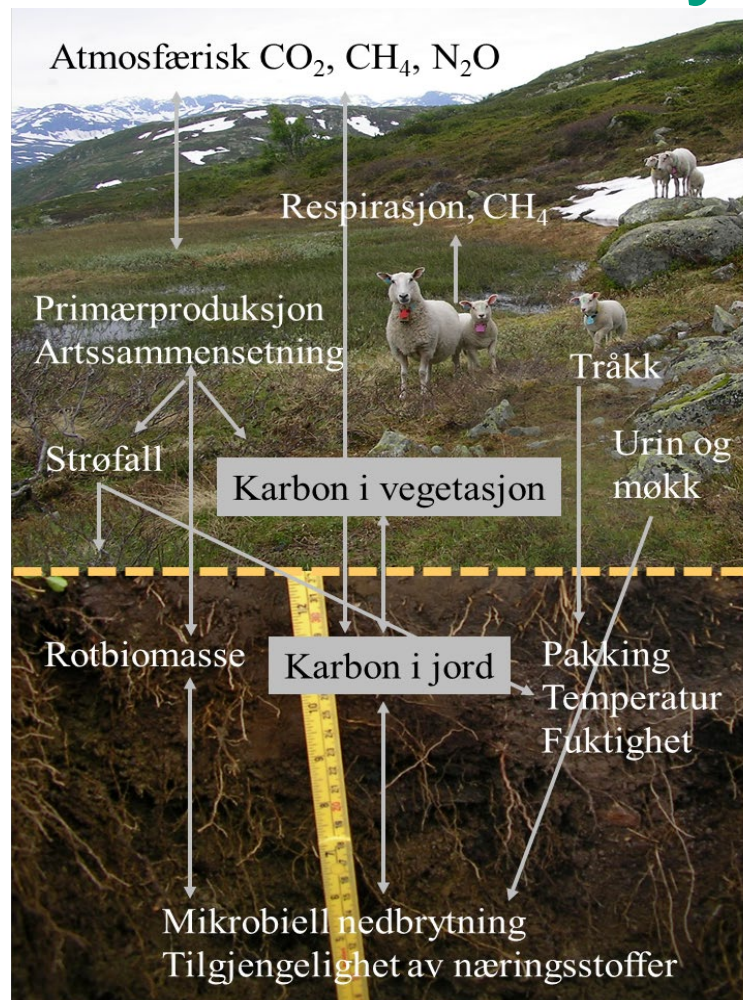 Atmosfærisk CO₂, CH₄, N₂O
Respirasjon, CH₄
Primærproduksjon
Artssammensetning
Tråkk
Strøfall
Urin og
møkk
Karbon i vegetasjon
Rotbiomasse
Karbon i jord
Pakking
Temperatur
Fuktighet
Mikrobiell nedbrytning
Tilgjengelighet av næringsstoffer